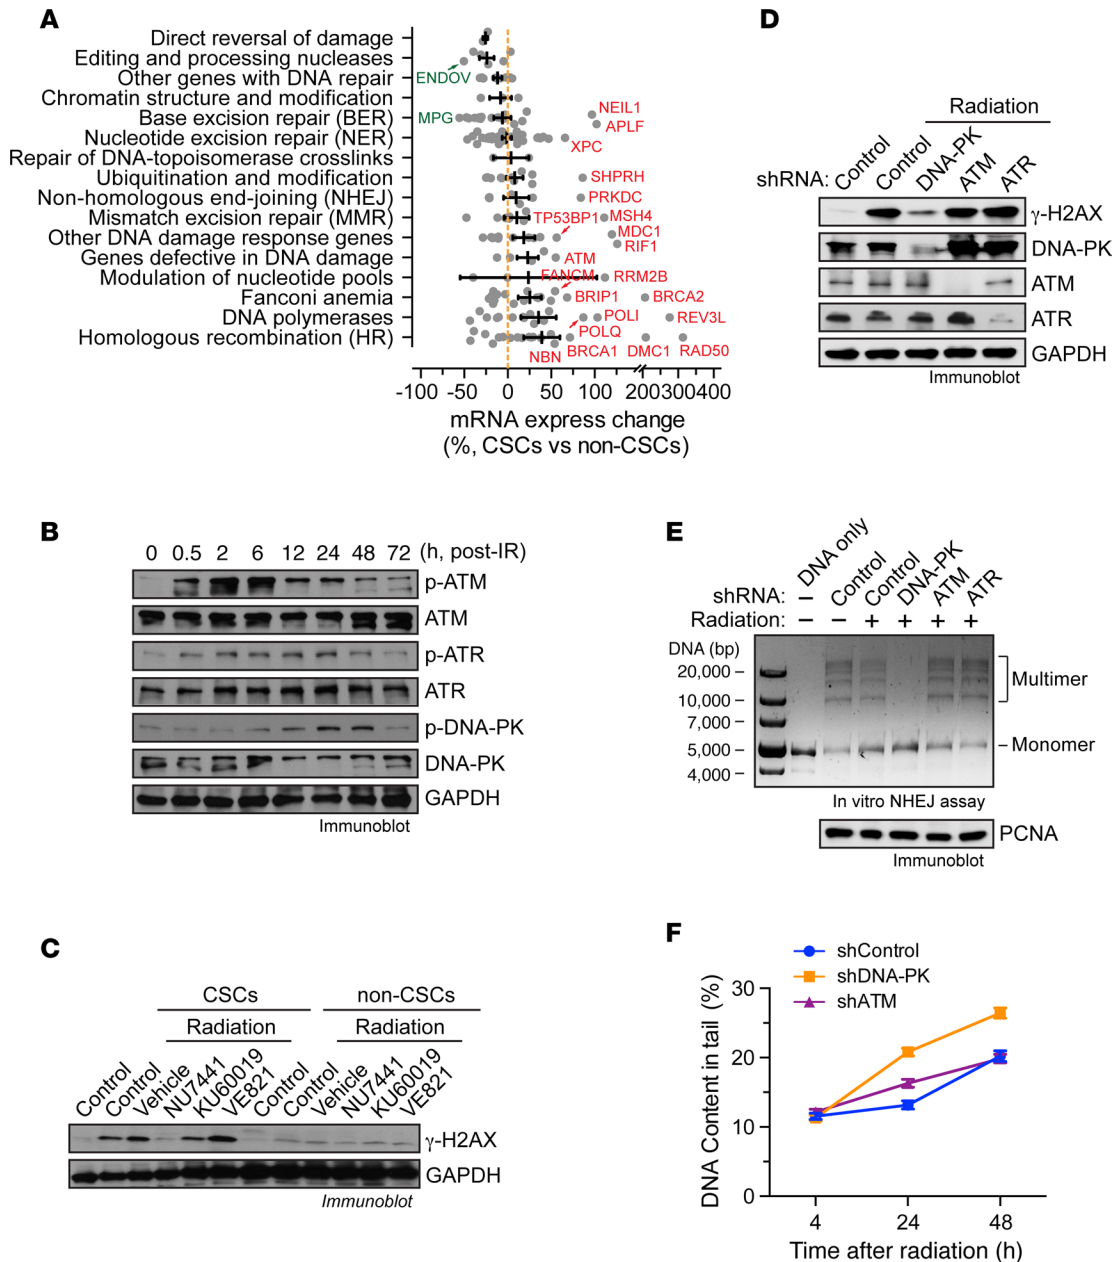 A
Direct reversal of damage
Editing and processing nucleases
ENDOV
Other genes with DNA repair
Chromatin structure and modification
NEIL1
Base excision repair (BER)
MPG
APLF
Nucleotide excision repair (NER)
XPC
Repair of DNA-topoisomerase crosslinks
Ubiquitination and modification
SHPRH
Non-homologous end-joining (NHEJ)
PRKDC
Mismatch excision repair (MMR)
TP53BP1
MSH4
Other DNA damage response genes
MDC1
RIF1
Genes defective in DNA damage
ATM
Modulation of nucleotide pools
FANCM
RRM2B
Fanconi anemia
BRIP1
BRCA2
DNA polymerases
POLI
REV3L
POLQ
Homologous recombination (HR)
NBN
BRCA1
DMC1
RAD50
-100 -50 0 50 100 200 300 400
mRNA express change
(%, CSCs vs non-CSCs)
B
0 0.5 2 6 12 24 48 72 (h, post-IR)
p-ATM
ATM
p-ATR
ATR
p-DNA-PK
DNA-PK
GAPDH
Immunoblot
C
CSCs non-CSCs
Radiation Radiation
Control Control Vehicle NU7441 KU60019 VE821 Control Control Vehicle NU7441 KU60019 VE821
γ-H2AX
GAPDH
Immunoblot
D
Radiation
shRNA: Control Control DNA-PK ATM ATR
γ-H2AX
DNA-PK
ATM
ATR
GAPDH
Immunoblot
E
DNA only
shRNA: – Control Control DNA-PK ATM ATR
Radiation: – – + + + +
DNA (bp)
20,000
10,000
7,000
5,000
4,000
Multimer
Monomer
In vitro NHEJ assay
PCNA
Immunoblot
F
shControl
shDNA-PK
shATM
DNA Content in tail (%)
30
20
10
0
4 24 48
Time after radiation (h)